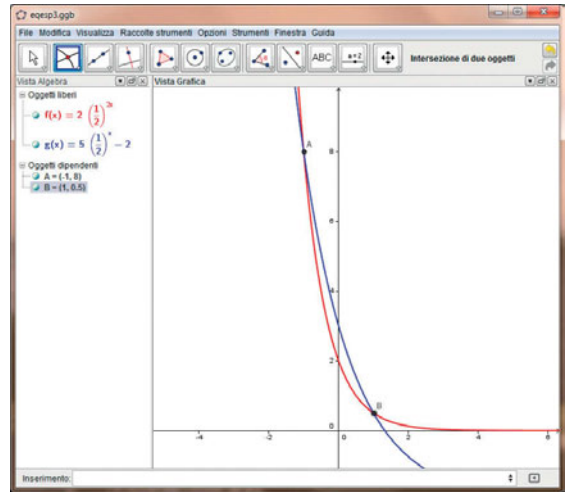 eqesp3.ggb
File Modifica Visualizza Raccolte strumenti Opzioni Strumenti Finestra Guida
ABC a=2 Intersezione di due oggetti
Vista Algebra Vista Grafica
Oggetti liberi
f(x) = 2 (1/2)^2x
g(x) = 5 (1/2)^x − 2
Oggetti dipendenti
A = (-1, 8)
B = (1, 0.5)
A
8
6
4
2
B
0
-4 -2 0 2 4 6
Inserimento: